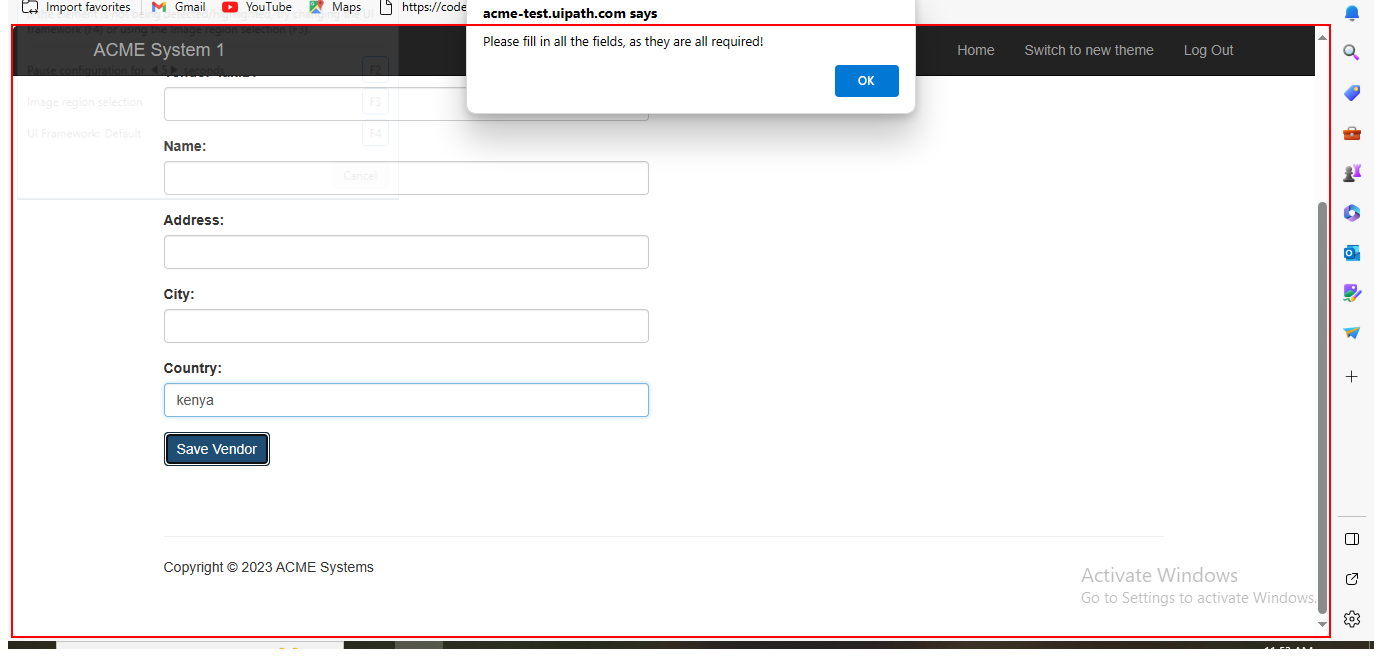 Import favorites
Gmail
YouTube
Maps
https://code
acme-test.uipath.com says
Please fill in all the fields, as they are all required!
OK
framework (F4) or using the image region selection (F3).
ACME System 1
Home
Switch to new theme
Log Out
Pause configuration for 5 seconds
F2
Image region selection
F3
UI Framework: Default
F4
Name:
Cancel
Address:
City:
Country:
kenya
Save Vendor
Copyright © 2023 ACME Systems
Activate Windows
Go to Settings to activate Windows.